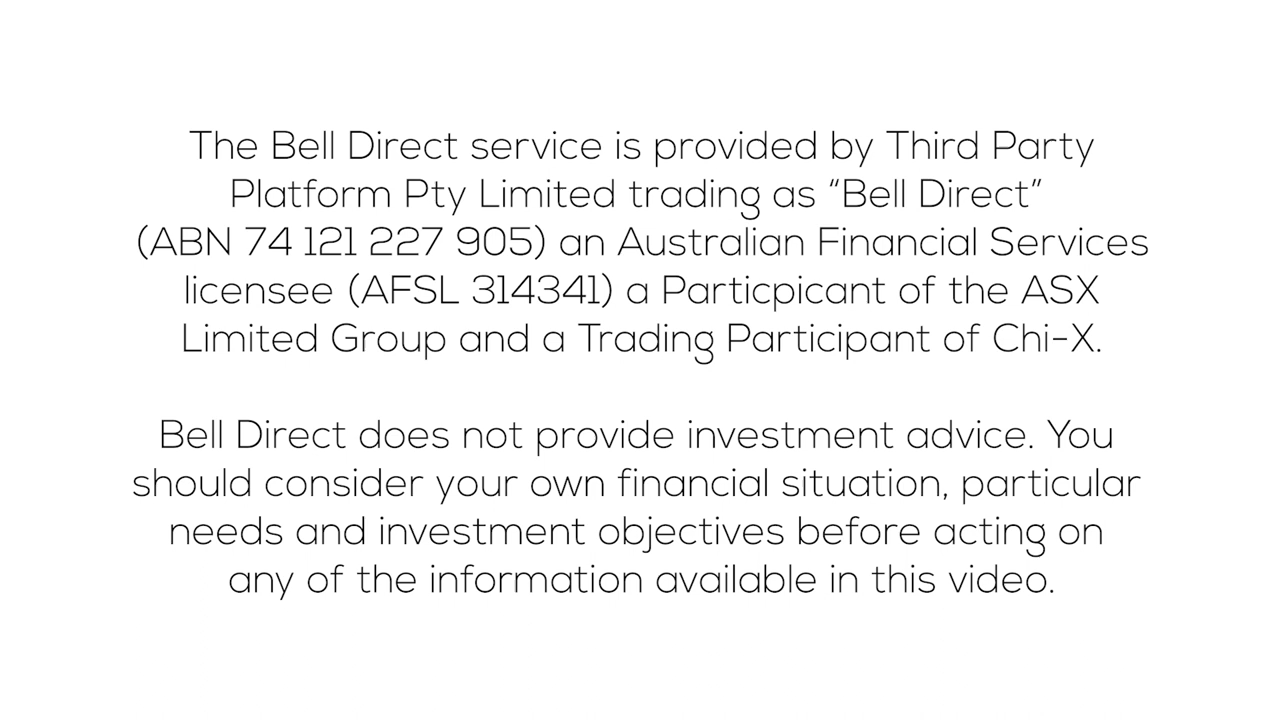 The Bell Direct service is provided by Third Party
Platform Pty Limited trading as “Bell Direct”
(ABN 74 121 227 905) an Australian Financial Services
licensee (AFSL 314341) a Particpicant of the ASX
Limited Group and a Trading Participant of Chi-X.
Bell Direct does not provide investment advice. You
should consider your own financial situation, particular
needs and investment objectives before acting on
any of the information available in this video.